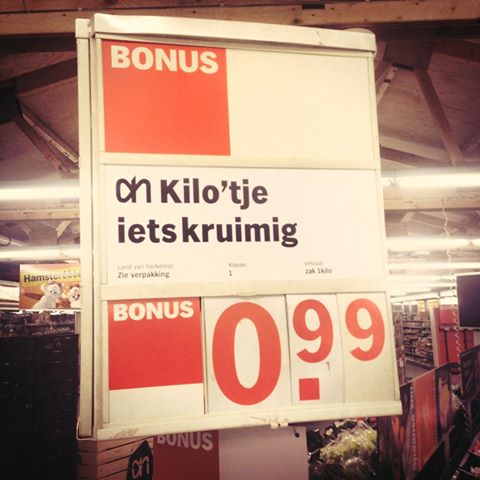 BONUS
ah Kilo'tje
iets kruimig
Land van herkomst. Klasse Inhoud
Zie verpakking 1 zak 1kilo
Hamsterééé
BONUS
0.99
BONUS